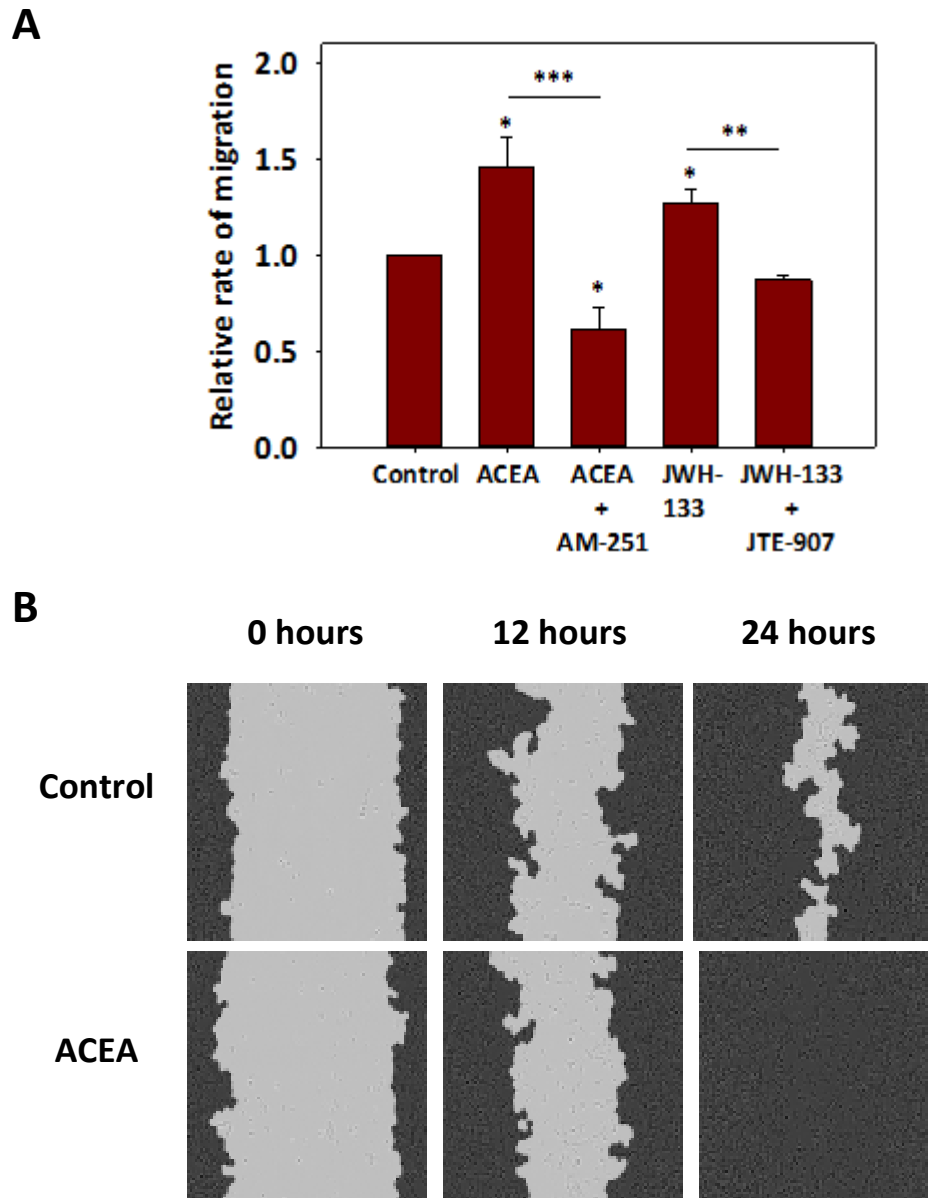 A
Relative rate of migration
2.0
1.5
1.0
0.5
0.0
***
*
*
**
*
Control ACEA ACEA JWH- JWH-133
+ 133 +
AM-251 JTE-907
B
0 hours 12 hours 24 hours
Control
ACEA